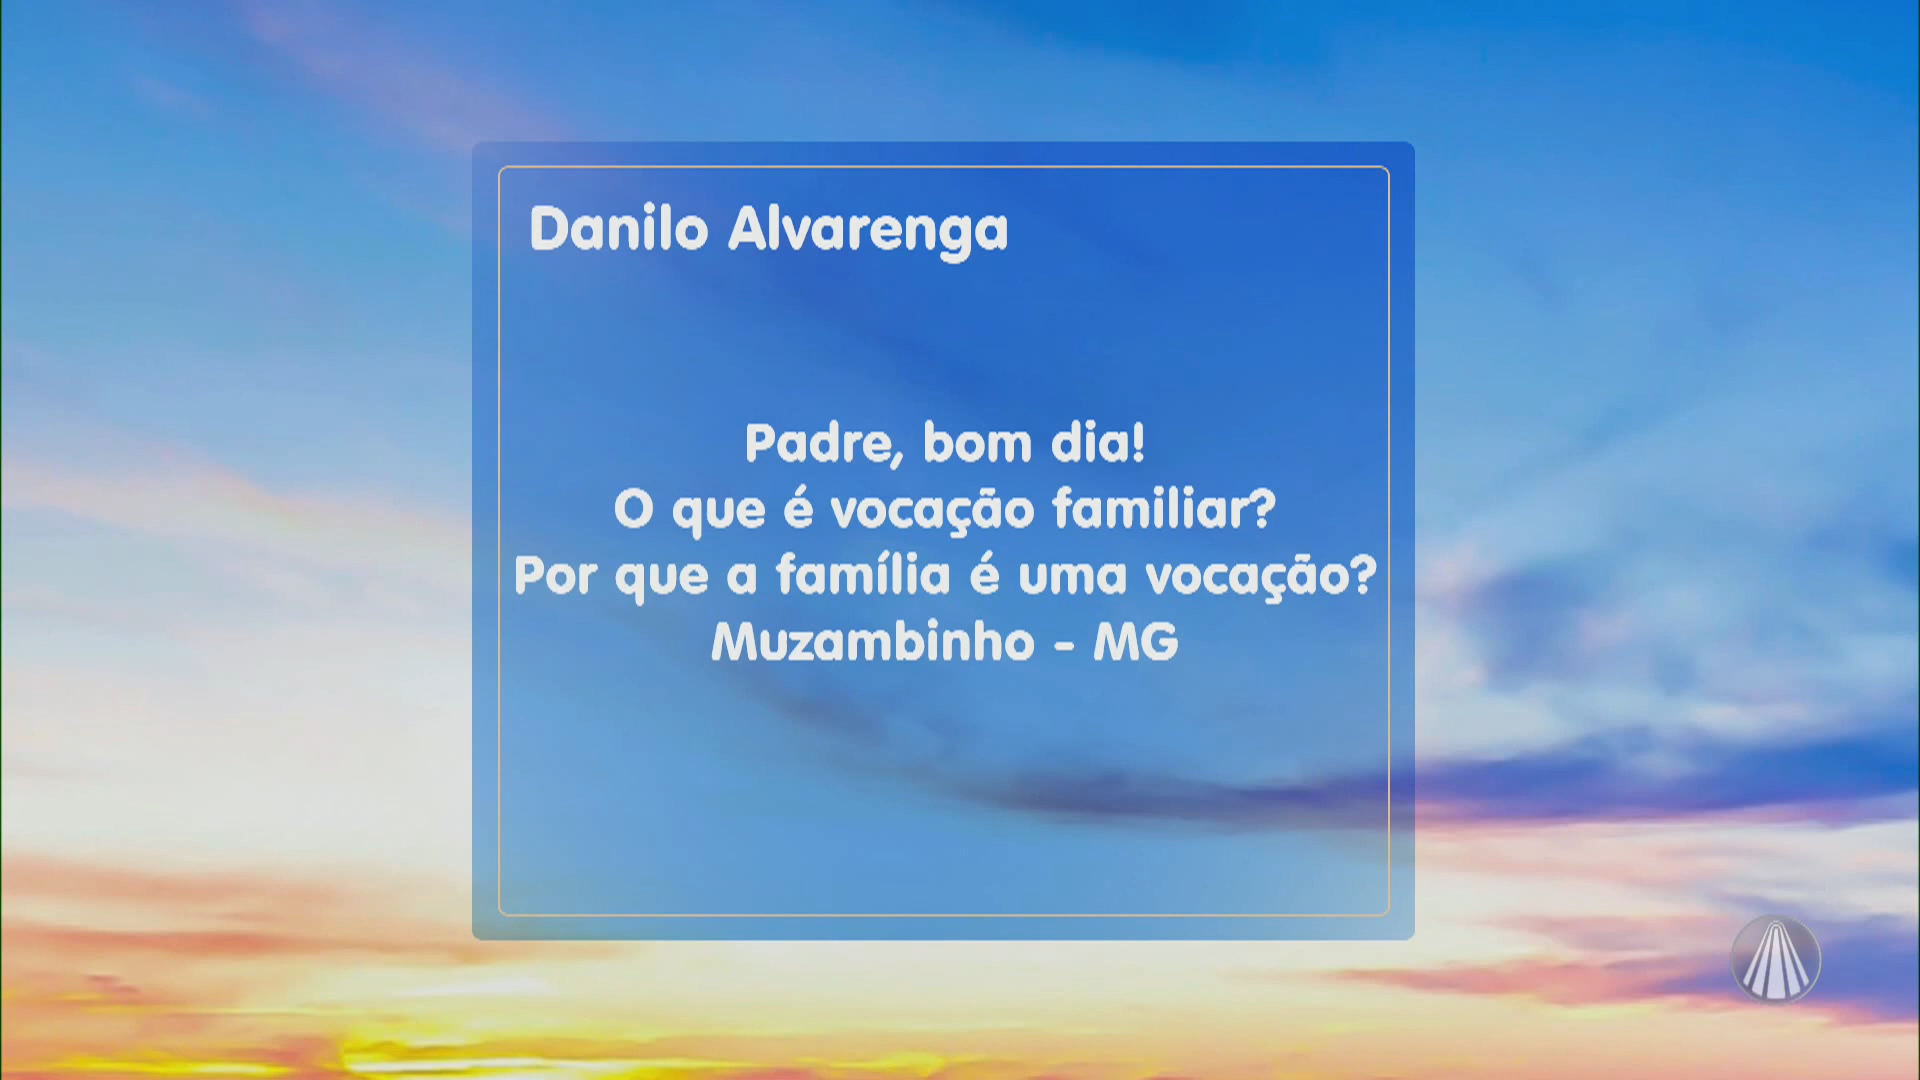 Danilo Alvarenga
Padre, bom dia!
O que é vocação familiar?
Por que a família é uma vocação?
Muzambinho - MG